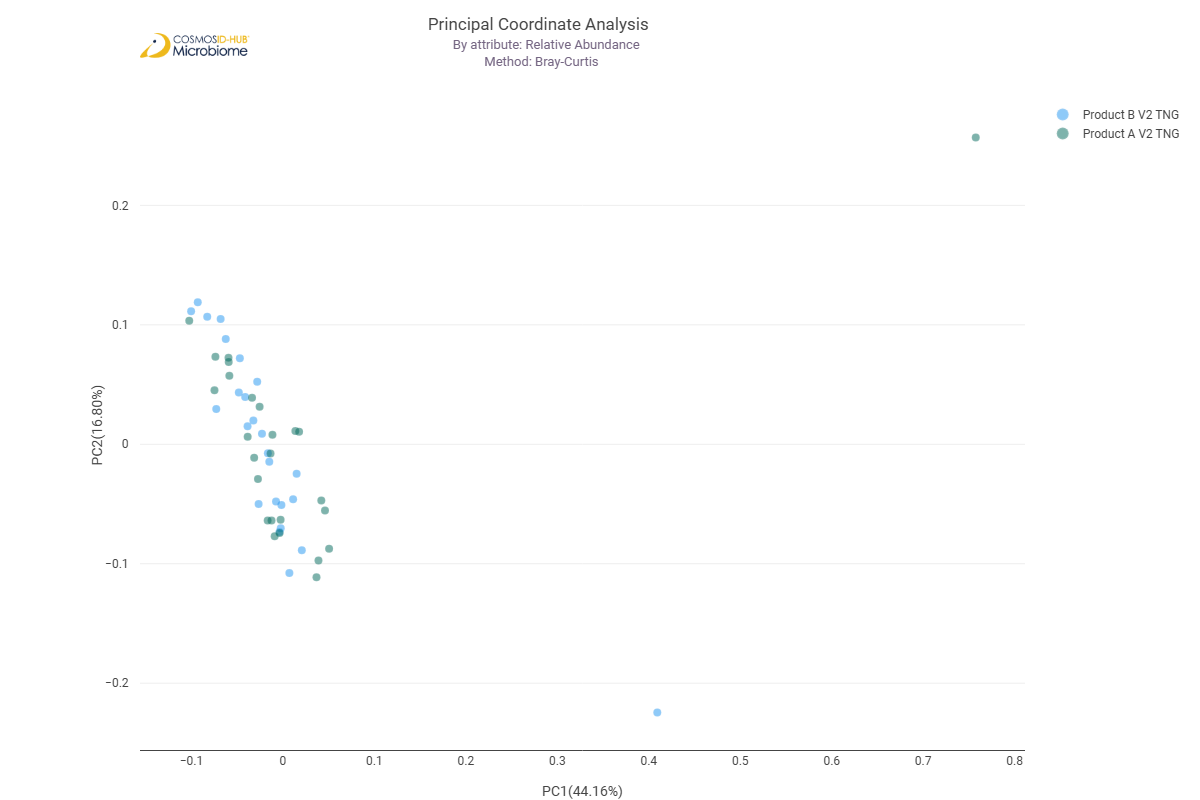 Principal Coordinate Analysis
By attribute: Relative Abundance
Method: Bray-Curtis
COSMOSID-HUB
Microbiome
Product B V2 TNG
Product A V2 TNG
0.2
0.1
0
−0.1
−0.2
PC2(16.80%)
−0.1 0 0.1 0.2 0.3 0.4 0.5 0.6 0.7 0.8
PC1(44.16%)